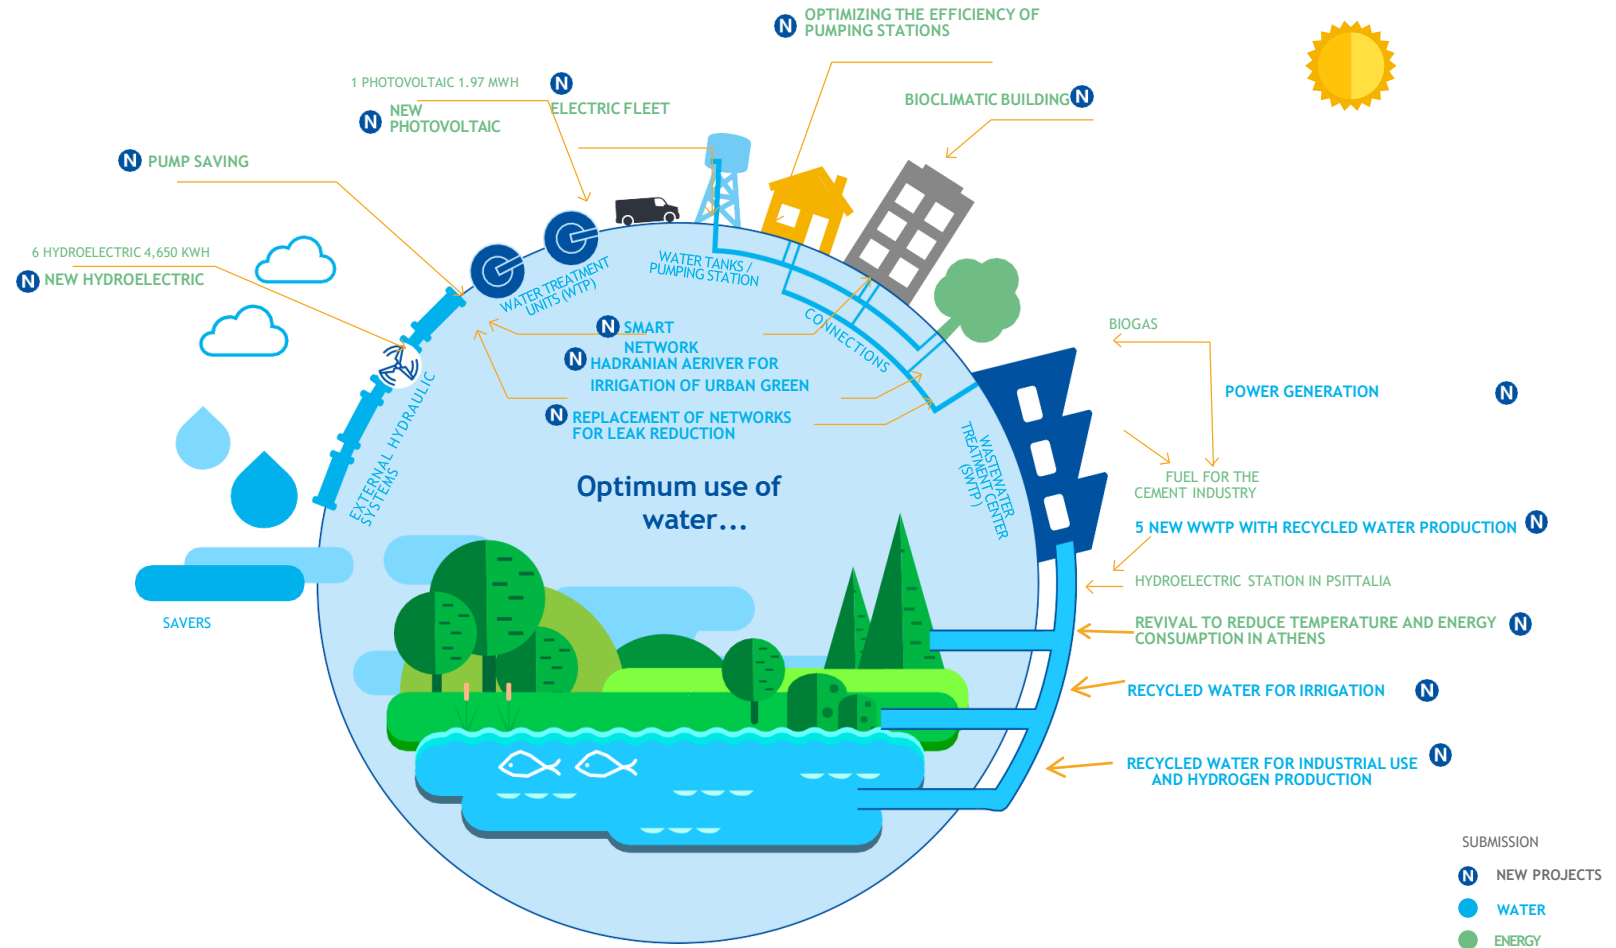 N OPTIMIZING THE EFFICIENCY OF
PUMPING STATIONS
1 PHOTOVOLTAIC 1.97 MWH
N
ELECTRIC FLEET
N NEW
PHOTOVOLTAIC
BIOCLIMATIC BUILDING N
N PUMP SAVING
6 HYDROELECTRIC 4,650 KWH
N NEW HYDROELECTRIC
WATER TREATMENT
UNITS (WTP)
WATER TANKS /
PUMPING STATION
CONNECTIONS
N SMART
NETWORK
N HADRANIAN AERIVER FOR
IRRIGATION OF URBAN GREEN
N REPLACEMENT OF NETWORKS
FOR LEAK REDUCTION
EXTERNAL HYDRAULIC
SYSTEMS
WASTEWATER
TREATMENT CENTER
(SWTP)
Optimum use of
water...
BIOGAS
POWER GENERATION N
FUEL FOR THE
CEMENT INDUSTRY
5 NEW WWTP WITH RECYCLED WATER PRODUCTION N
HYDROELECTRIC STATION IN PSITTALIA
REVIVAL TO REDUCE TEMPERATURE AND ENERGY N
CONSUMPTION IN ATHENS
RECYCLED WATER FOR IRRIGATION N
RECYCLED WATER FOR INDUSTRIAL USE N
AND HYDROGEN PRODUCTION
SAVERS
SUBMISSION
N NEW PROJECTS
WATER
ENERGY